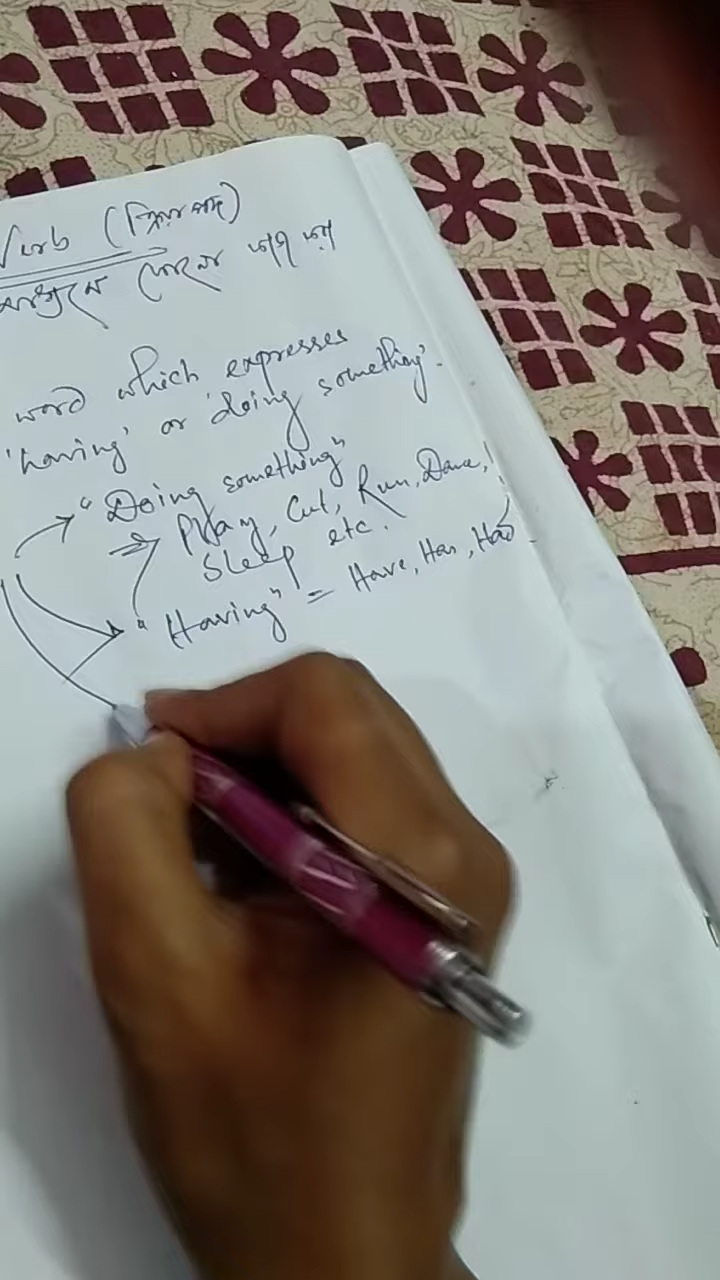 Verb (ক্রিয়াপদ)
word which expresses
'having' or 'doing something'.
"Doing something"
Play, Cut, Run, Dance,
Sleep etc.
"Having" = Have, Has, Had